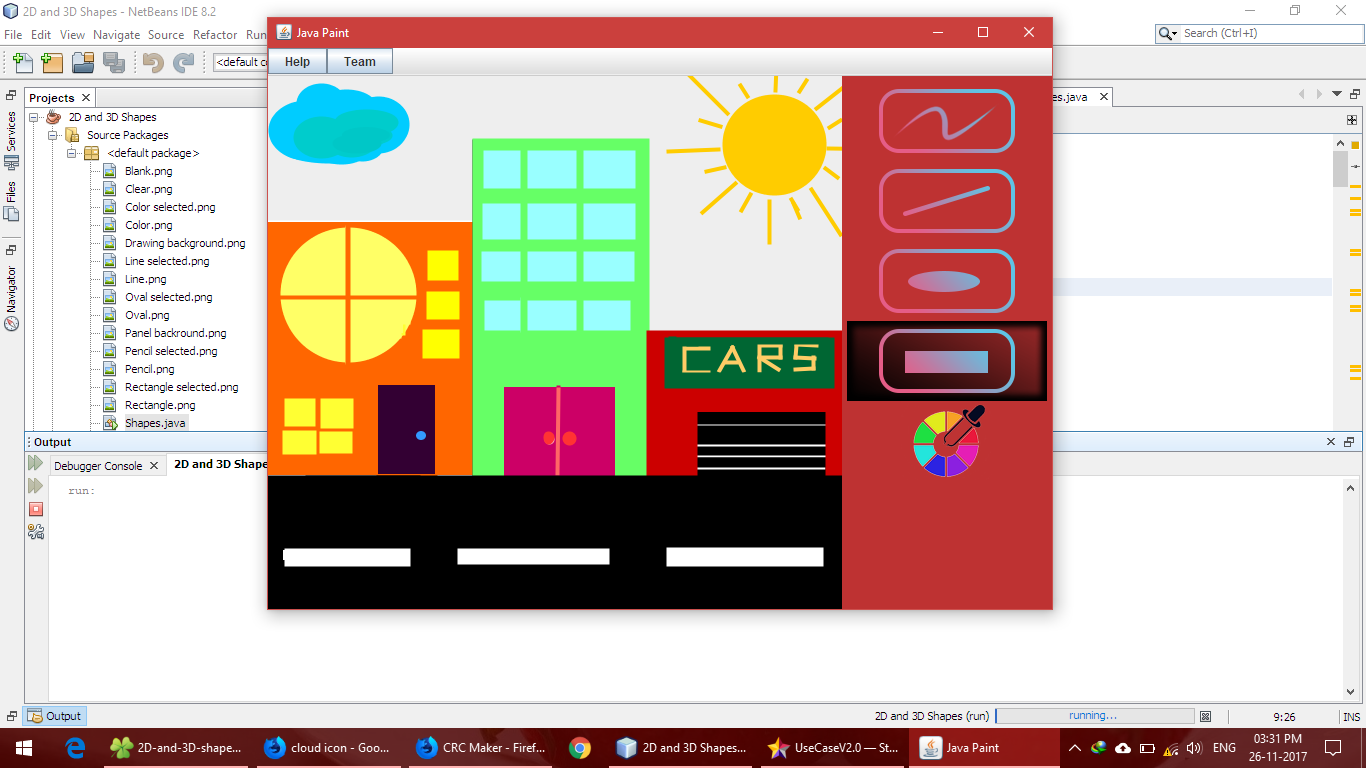 2D and 3D Shapes - NetBeans IDE 8.2
File Edit View Navigate Source Refactor Run
Search (Ctrl+I)
<default co
Java Paint
Help Team
Projects
es.java
Services
Files
Navigator
2D and 3D Shapes
Source Packages
<default package>
Blank.png
Clear.png
Color selected.png
Color.png
Drawing background.png
Line selected.png
Line.png
Oval selected.png
Oval.png
Panel backround.png
Pencil selected.png
Pencil.png
Rectangle selected.png
Rectangle.png
Shapes.java
CARS
Output
Debugger Console
2D and 3D Shape
run:
Output
2D and 3D Shapes (run)
running...
9:26
INS
2D-and-3D-shape...
cloud icon - Goo...
CRC Maker - Firef...
2D and 3D Shapes...
UseCaseV2.0 — St...
Java Paint
ENG
03:31 PM
26-11-2017